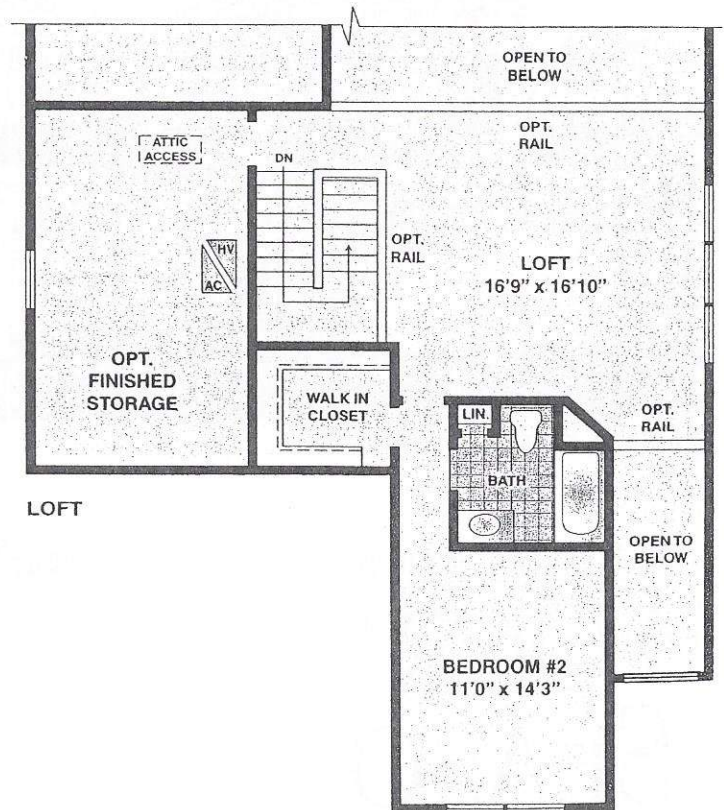 OPEN TO
BELOW
OPT.
RAIL
ATTIC
ACCESS
DN
HV
AC
OPT.
RAIL
LOFT
16'9" x 16'10"
OPT.
FINISHED
STORAGE
WALK IN
CLOSET
LIN.
BATH
OPT.
RAIL
LOFT
OPEN TO
BELOW
BEDROOM #2
11'0" x 14'3"